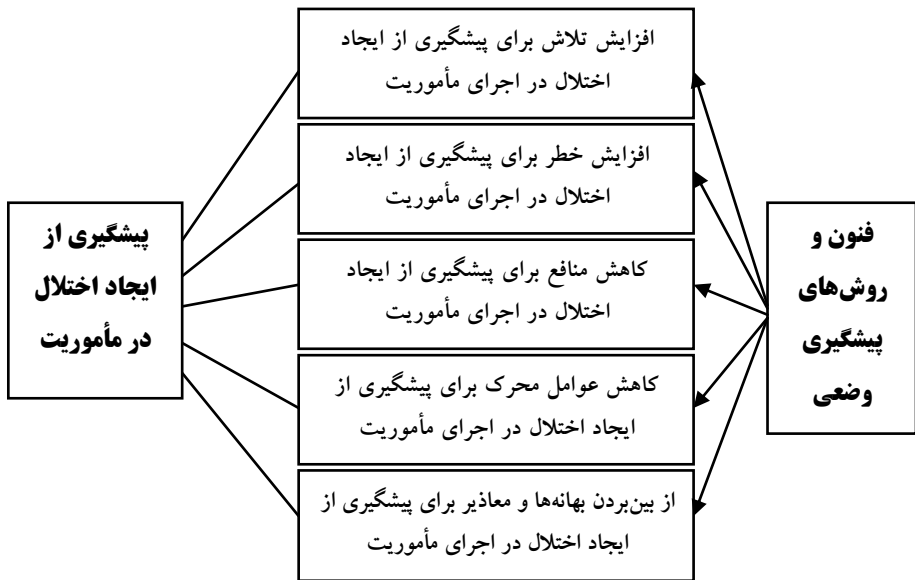 فنون و
روش‌های
پیشگیری
وضعی
افزایش تلاش برای پیشگیری از ایجاد
اختلال در اجرای مأموریت
افزایش خطر برای پیشگیری از ایجاد
اختلال در اجرای مأموریت
کاهش منافع برای پیشگیری از ایجاد
اختلال در اجرای مأموریت
کاهش عوامل محرک برای پیشگیری از
ایجاد اختلال در اجرای مأموریت
از بین‌بردن بهانه‌ها و معاذیر برای پیشگیری از
ایجاد اختلال در اجرای مأموریت
پیشگیری از
ایجاد اختلال
در مأموریت